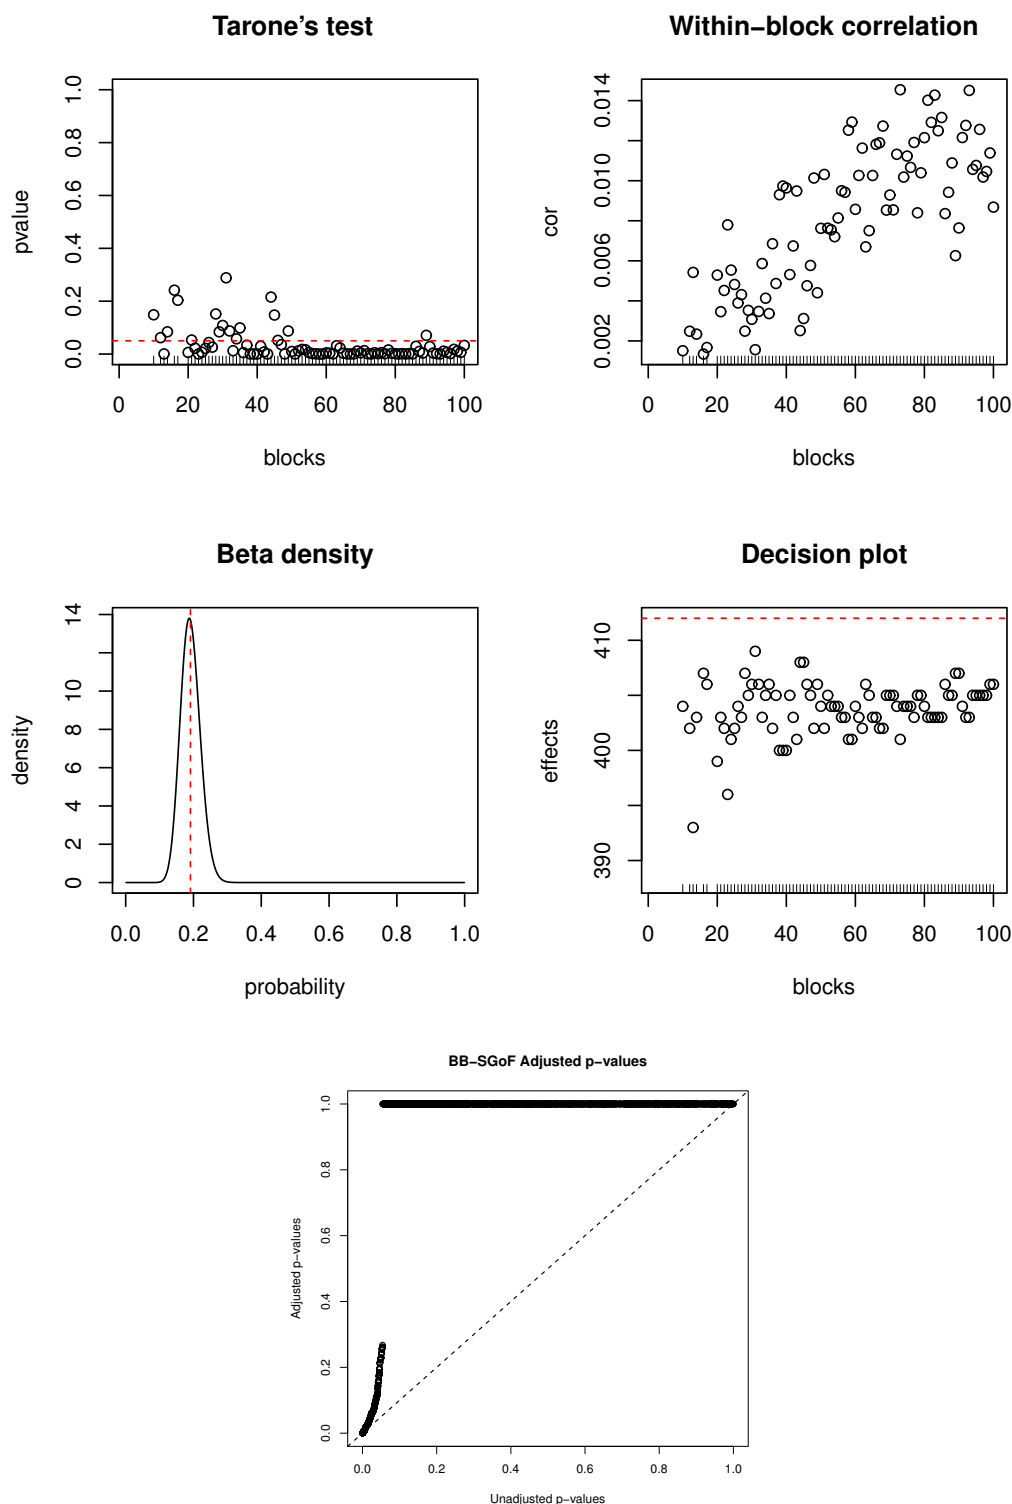 Tarone’s test
Within−block correlation
pvalue
0.0 0.2 0.4 0.6 0.8 1.0
0 20 40 60 80 100
blocks
cor
0.002 0.006 0.010 0.014
0 20 40 60 80 100
blocks
Beta density
Decision plot
density
0 2 4 6 8 10 14
0.0 0.2 0.4 0.6 0.8 1.0
probability
effects
390 400 410
0 20 40 60 80 100
blocks
BB−SGoF Adjusted p−values
Adjusted p−values
0.0 0.2 0.4 0.6 0.8 1.0
0.0 0.2 0.4 0.6 0.8 1.0
Unadjusted p−values